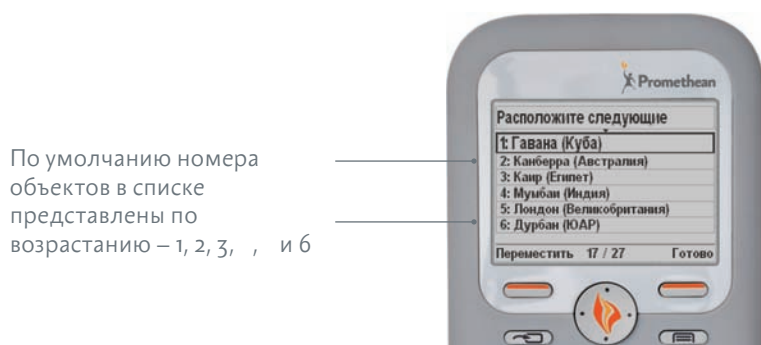 По умолчанию номера
объектов в списке
представлены по
возрастанию – 1, 2, 3,   ,   и 6
Promethean
Расположите следующие
1: Гавана (Куба)
2: Канберра (Австралия)
3: Каир (Египет)
4: Мумбаи (Индия)
5: Лондон (Великобритания)
6: Дурбан (ЮАР)
Переместить 17 / 27 Готово